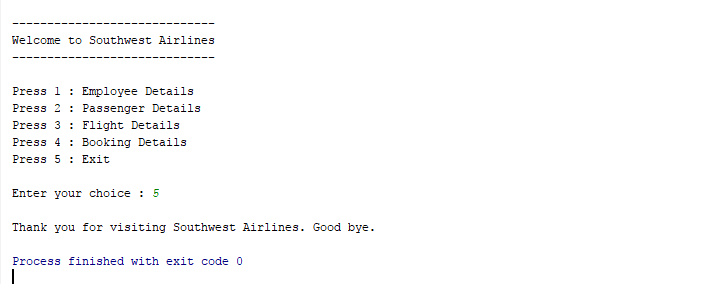 -----------------------------
Welcome to Southwest Airlines
-----------------------------
Press 1 : Employee Details
Press 2 : Passenger Details
Press 3 : Flight Details
Press 4 : Booking Details
Press 5 : Exit
Enter your choice : 5
Thank you for visiting Southwest Airlines. Good bye.
Process finished with exit code 0